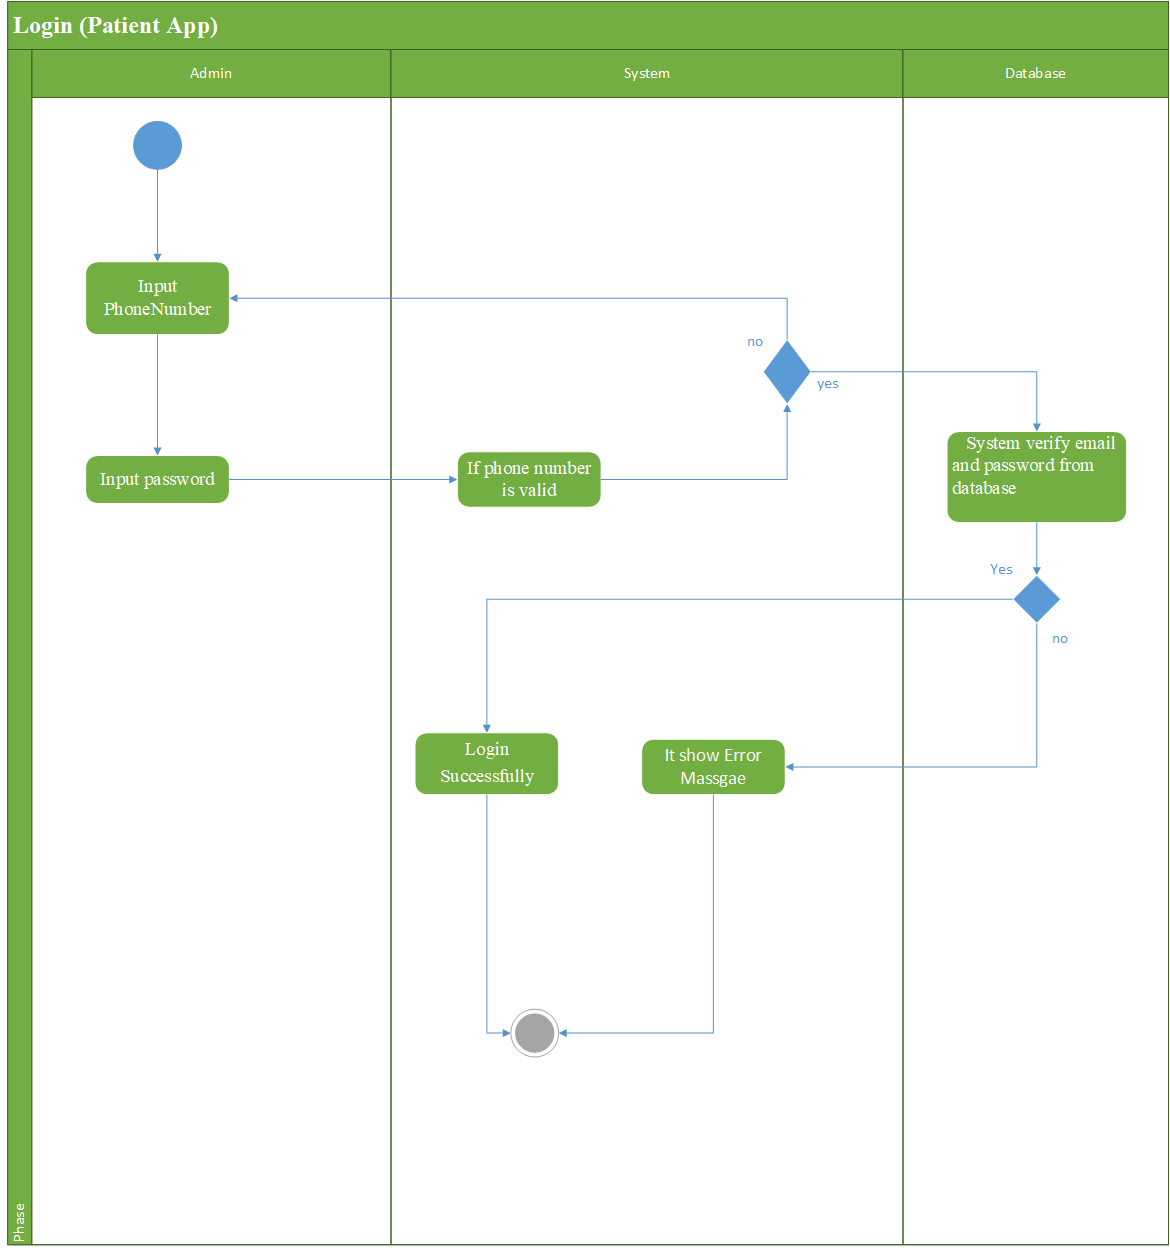 Login (Patient App)
Admin
System
Database
Input
PhoneNumber
no
yes
Input password
If phone number
is valid
System verify email
and password from
database
Yes
no
Login
Successfully
It show Error
Massgae
Phase